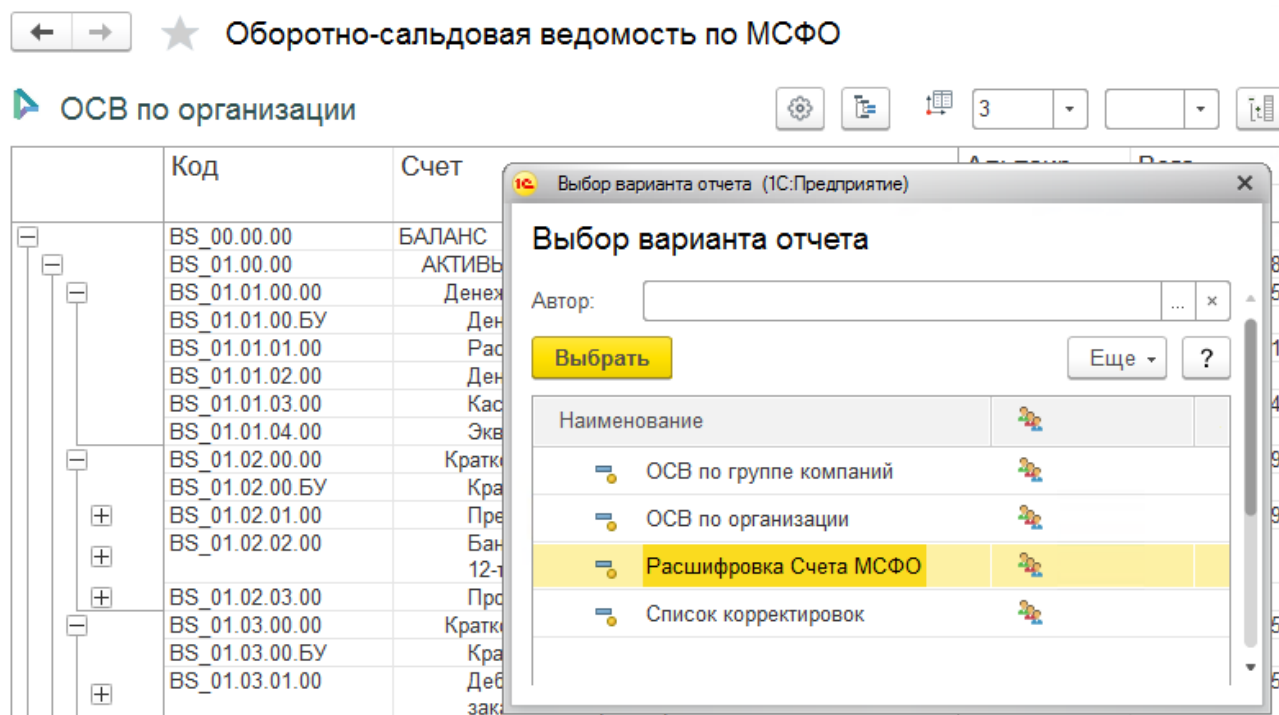 Оборотно-сальдовая ведомость по МСФО
ОСВ по организации
3
Код
Счет
BS_00.00.00 БАЛАНС
BS_01.00.00
BS_01.01.00.00
BS_01.01.00.БУ
BS_01.01.01.00
BS_01.01.02.00
BS_01.01.03.00
BS_01.01.04.00
BS_01.02.00.00
BS_01.02.00.БУ
BS_01.02.01.00
BS_01.02.02.00
BS_01.02.03.00
BS_01.03.00.00
BS_01.03.00.БУ
BS_01.03.01.00
1С Выбор варианта отчета (1С:Предприятие)
Выбор варианта отчета
Автор:
...
Выбрать
Еще
?
Наименование
ОСВ по группе компаний
ОСВ по организации
Расшифровка Счета МСФО
Список корректировок